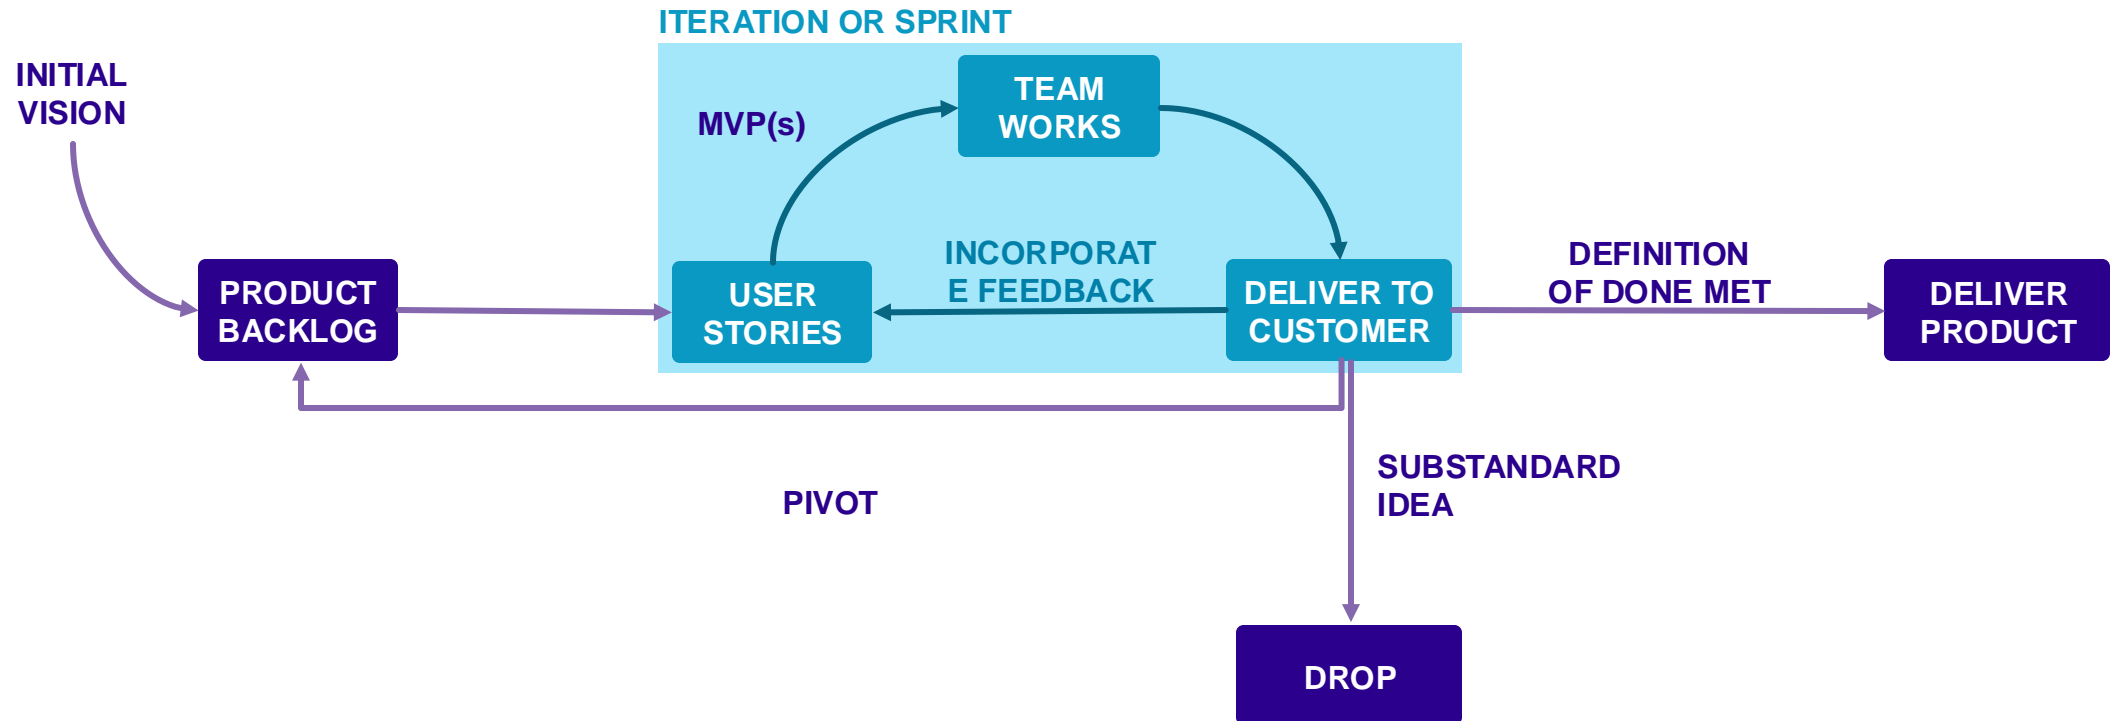 ITERATION OR SPRINT
INITIAL
VISION
MVP(s)
TEAM
WORKS
PRODUCT
BACKLOG
USER
STORIES
INCORPORAT
E FEEDBACK
DELIVER TO
CUSTOMER
DEFINITION
OF DONE MET
DELIVER
PRODUCT
PIVOT
SUBSTANDARD
IDEA
DROP